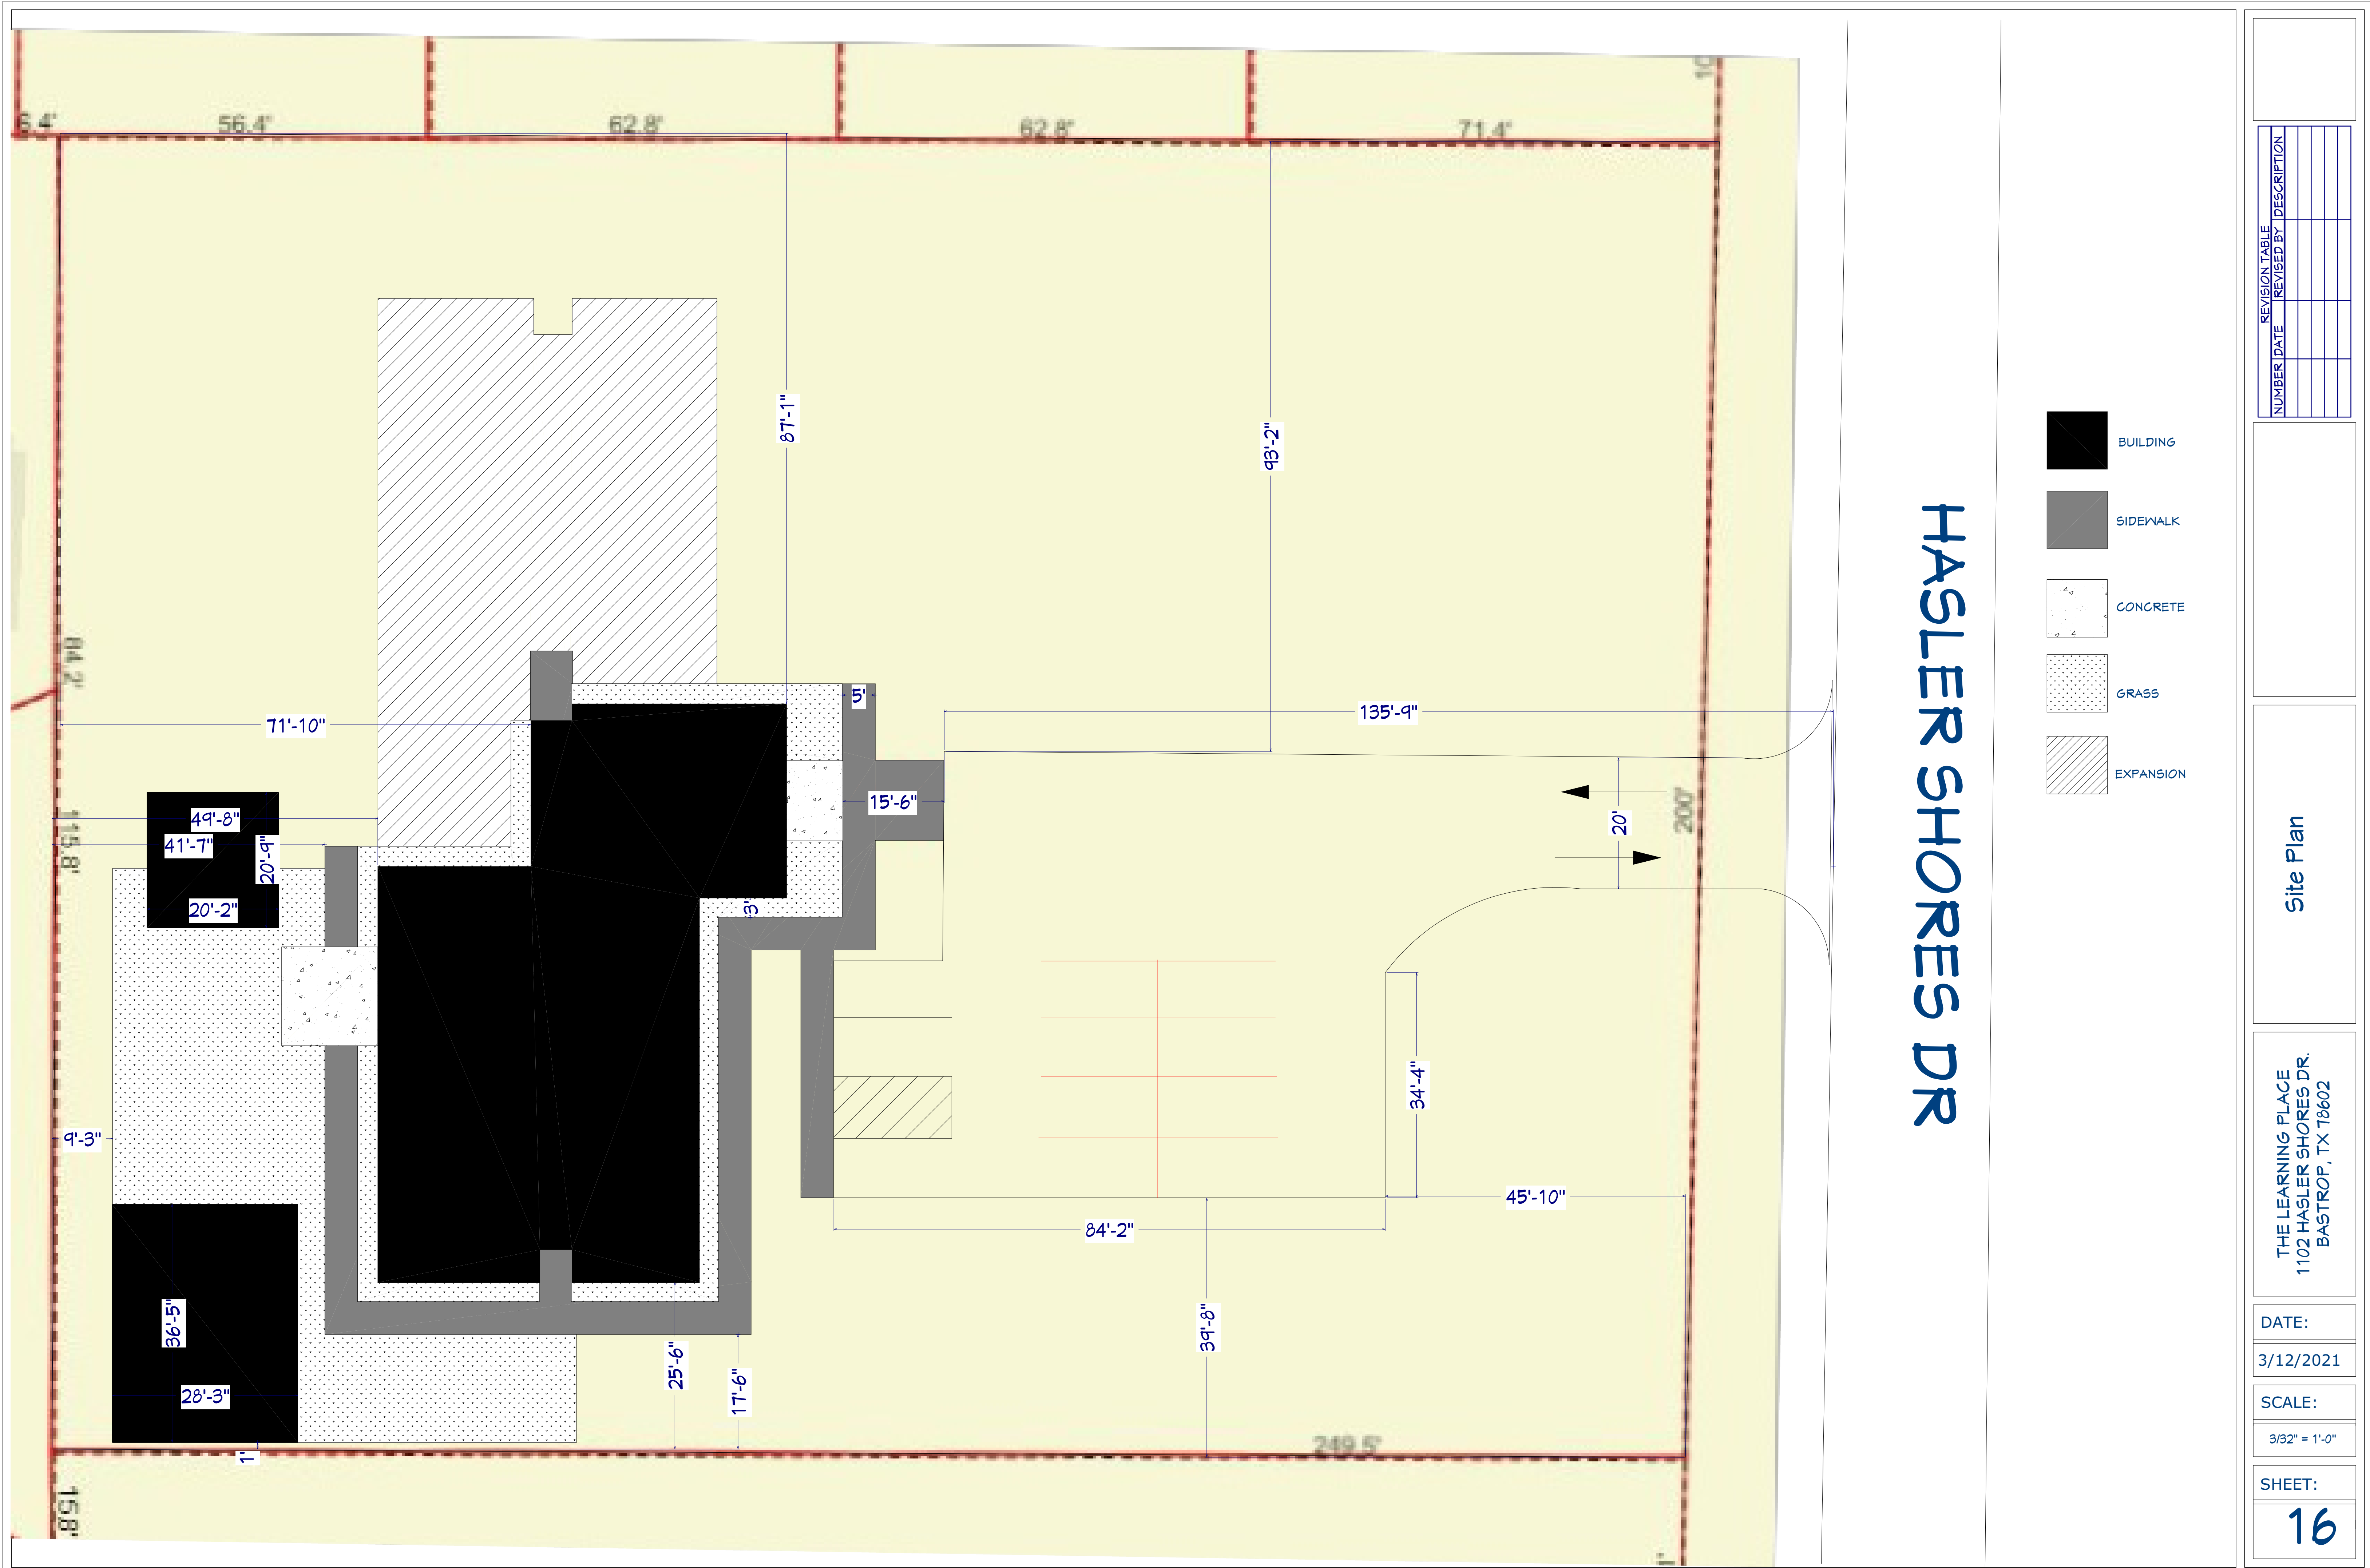 56.4'
62.8'
62.8'
71.4'
87'-1"
93'-2"
84.2'
71'-10"
5'
135'-9"
15'-6"
20'
200'
49'-8"
41'-7"
20'-9"
115.8'
20'-2"
3'
9'-3"
34'-4"
45'-10"
84'-2"
36'-5"
28'-3"
25'-6"
17'-6"
39'-8"
249.5'
1'
HASLER SHORES DR
BUILDING
SIDEWALK
CONCRETE
GRASS
EXPANSION
REVISION TABLE
NUMBER DATE REVISED BY DESCRIPTION
Site Plan
THE LEARNING PLACE
1102 HASLER SHORES DR.
BASTROP, TX 78602
DATE:
3/12/2021
SCALE:
3/32" = 1'-0"
SHEET:
16